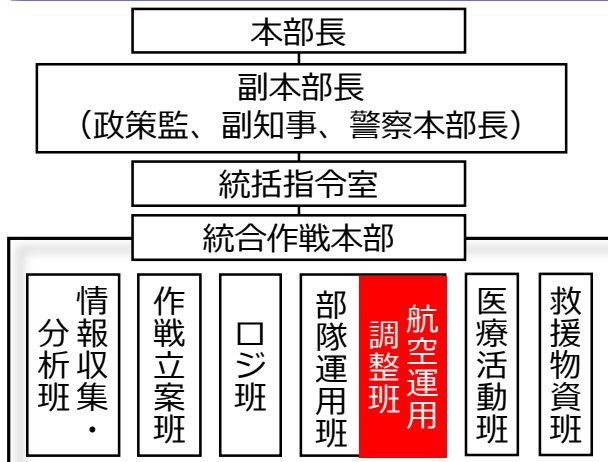 本部長
副本部長
（政策監、副知事、警察本部長）
統括指令室
統合作戦本部
情報収集・
分析班
作戦立案班
ロジ班
部隊運用班
航空運用
調整班
医療活動班
救援物資班